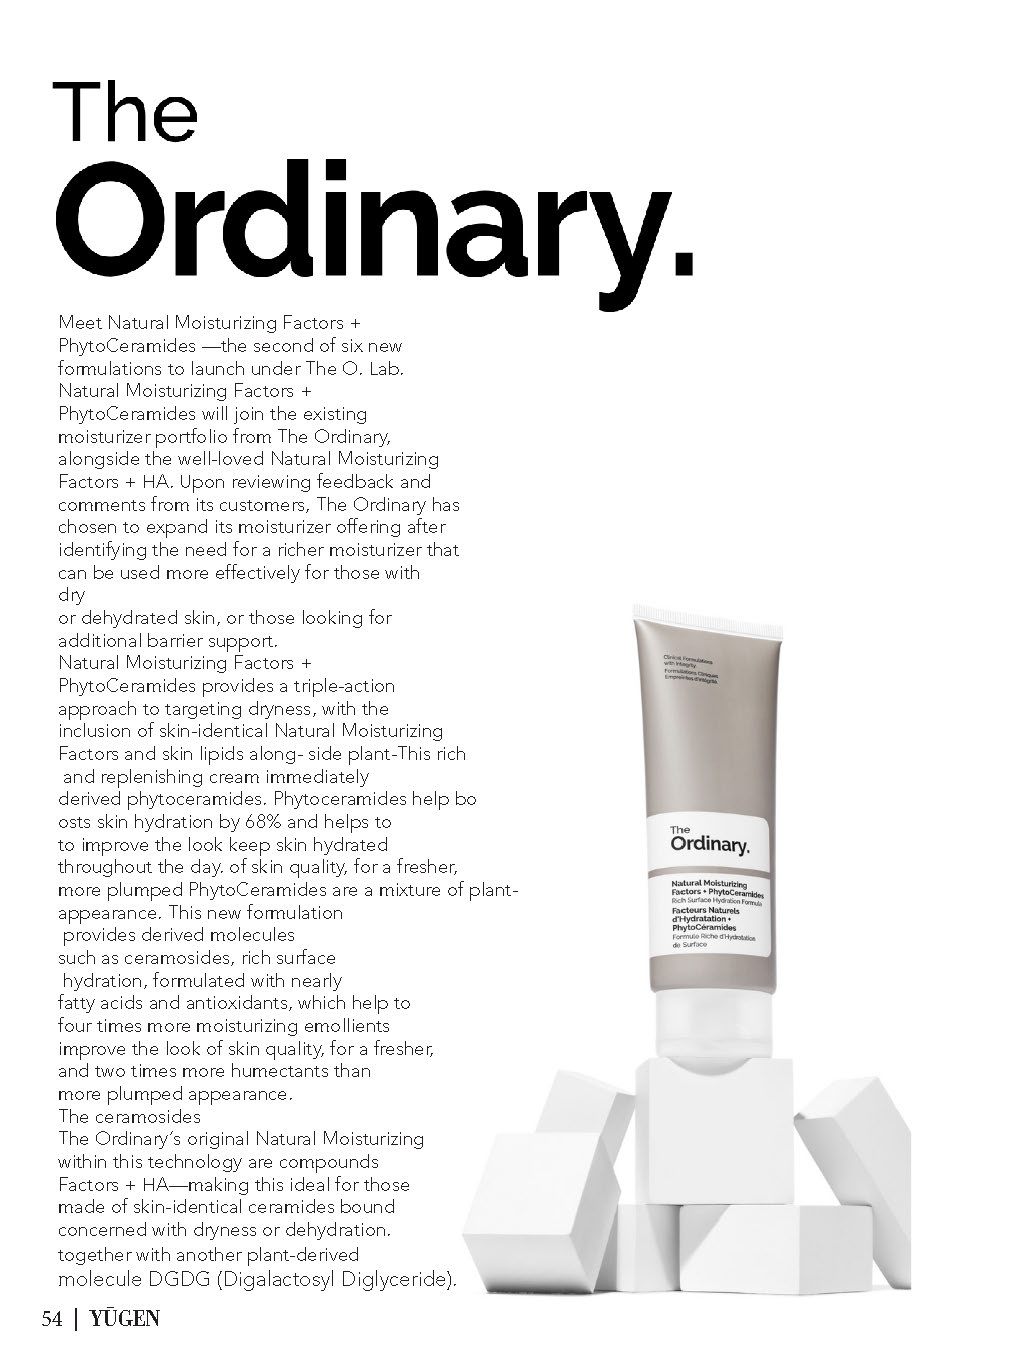 The
Ordinary.
Meet Natural Moisturizing Factors +
PhytoCeramides —the second of six new
formulations to launch under The O. Lab.
Natural Moisturizing Factors +
PhytoCeramides will join the existing
moisturizer portfolio from The Ordinary,
alongside the well-loved Natural Moisturizing
Factors + HA. Upon reviewing feedback and
comments from its customers, The Ordinary has
chosen to expand its moisturizer offering after
identifying the need for a richer moisturizer that
can be used more effectively for those with
dry
or dehydrated skin, or those looking for
additional barrier support.
Natural Moisturizing Factors +
PhytoCeramides provides a triple-action
approach to targeting dryness, with the
inclusion of skin-identical Natural Moisturizing
Factors and skin lipids along- side plant-This rich
and replenishing cream immediately
derived phytoceramides. Phytoceramides help bo
osts skin hydration by 68% and helps to
to improve the look keep skin hydrated
throughout the day. of skin quality, for a fresher,
more plumped PhytoCeramides are a mixture of plant-
appearance. This new formulation
provides derived molecules
such as ceramosides, rich surface
hydration, formulated with nearly
fatty acids and antioxidants, which help to
four times more moisturizing emollients
improve the look of skin quality, for a fresher,
and two times more humectants than
more plumped appearance.
The ceramosides
The Ordinary's original Natural Moisturizing
within this technology are compounds
Factors + HA—making this ideal for those
made of skin-identical ceramides bound
concerned with dryness or dehydration.
together with another plant-derived
molecule DGDG (Digalactosyl Diglyceride).
Clinical Formulations
with Integrity.
Formulations Cliniques
Empreintes d'intégrité.
The
Ordinary.
Natural Moisturizing
Factors + PhytoCeramides
Rich Surface Hydration Formula
Facteurs Naturels
d'Hydratation +
PhytoCéramides
Formule Riche d'Hydratation
de Surface
54 | YŪGEN